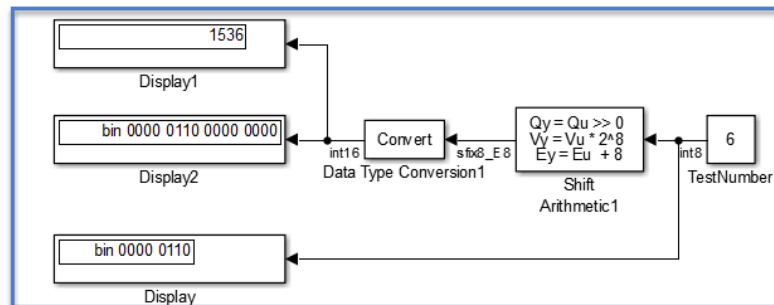 1536
Display1
bin 0000 0110 0000 0000
Display2
int16
Convert
Data Type Conversion1
sfix8_E8
Qy = Qu >> 0
Vy = Vu * 2^8
Ey = Eu + 8
Shift
Arithmetic1
int8
6
TestNumber
bin 0000 0110
Display